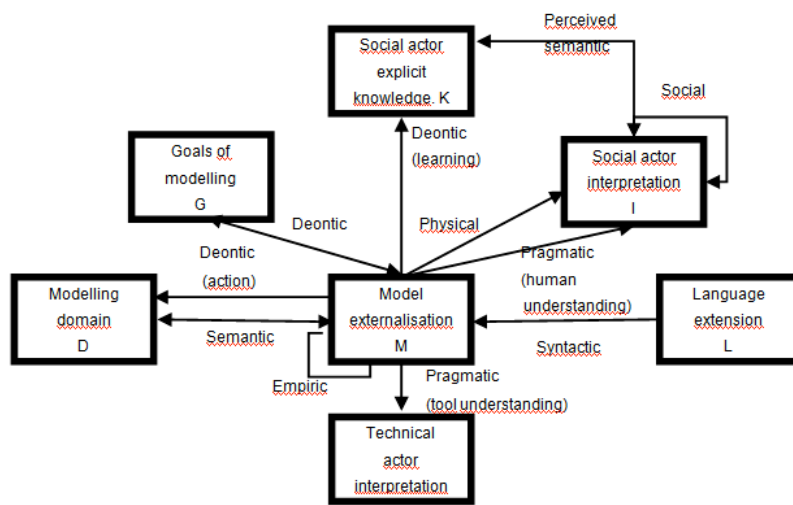 Perceived
semantic
Social actor
explicit
knowledge. K
Social
Deontic
(learning)
Goals of
modelling
G
Social actor
interpretation
I
Deontic
Physical
Deontic
(action)
Pragmatic
(human
understanding)
Modelling
domain
D
Model
externalisation
M
Language
extension
L
Semantic
Syntactic
Empiric
Pragmatic
(tool understanding)
Technical
actor
interpretation